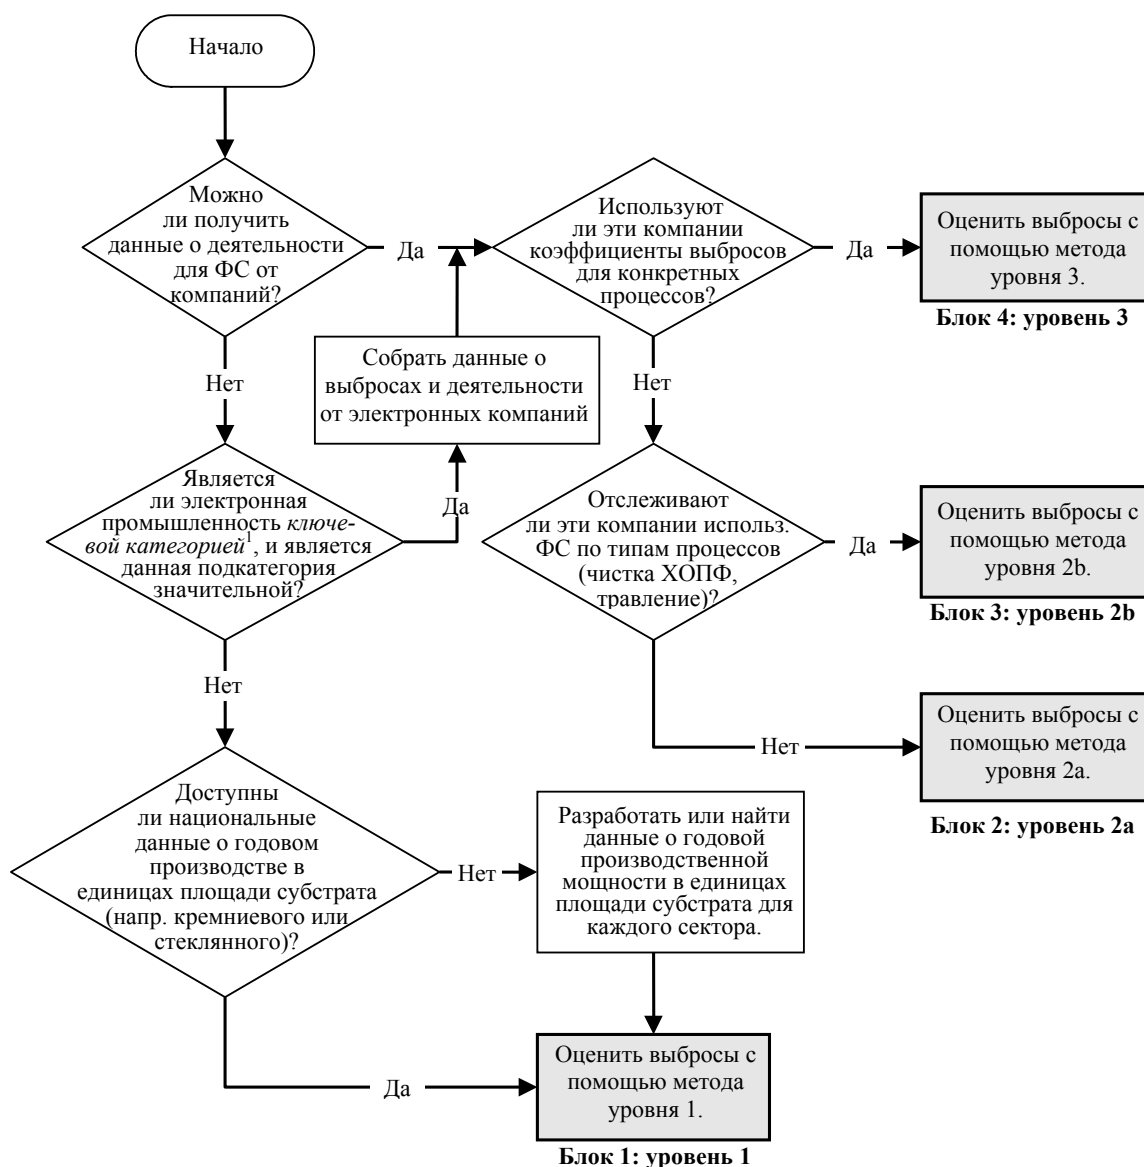 Начало
Можно
ли получить
данные о деятельности
для ФС от
компаний?
Да
Используют
ли эти компании
коэффициенты выбросов
для конкретных
процессов?
Да
Оценить выбросы с
помощью метода
уровня 3.
Блок 4: уровень 3
Нет
Собрать данные о
выбросах и деятельности
от электронных компаний
Нет
Является
ли электронная
промышленность ключе-
вой категорией¹, и является
данная подкатегория
значительной?
Да
Отслеживают
ли эти компании использ.
ФС по типам процессов
(чистка ХОПФ,
травление)?
Да
Оценить выбросы с
помощью метода
уровня 2b.
Блок 3: уровень 2b
Нет
Нет
Оценить выбросы с
помощью метода
уровня 2a.
Блок 2: уровень 2a
Доступны
ли национальные
данные о годовом
производстве в
единицах площади субстрата
(напр. кремниевого или
стеклянного)?
Нет
Разработать или найти
данные о годовой
производственной
мощности в единицах
площади субстрата для
каждого сектора.
Да
Оценить выбросы с
помощью метода
уровня 1.
Блок 1: уровень 1